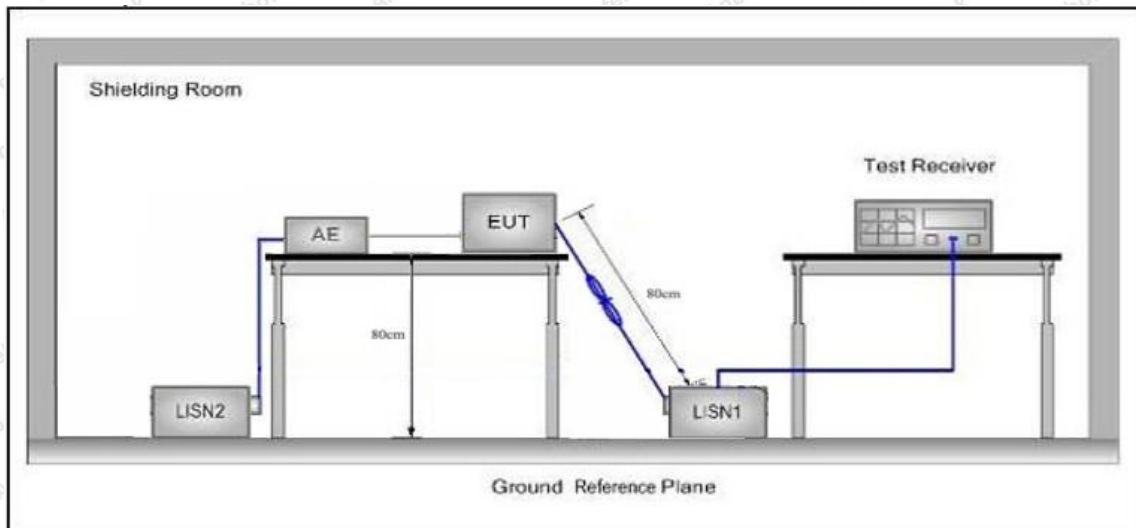 Shielding Room
Test Receiver
AE
EUT
80cm
80cm
LISN2
LISN1
Ground Reference Plane